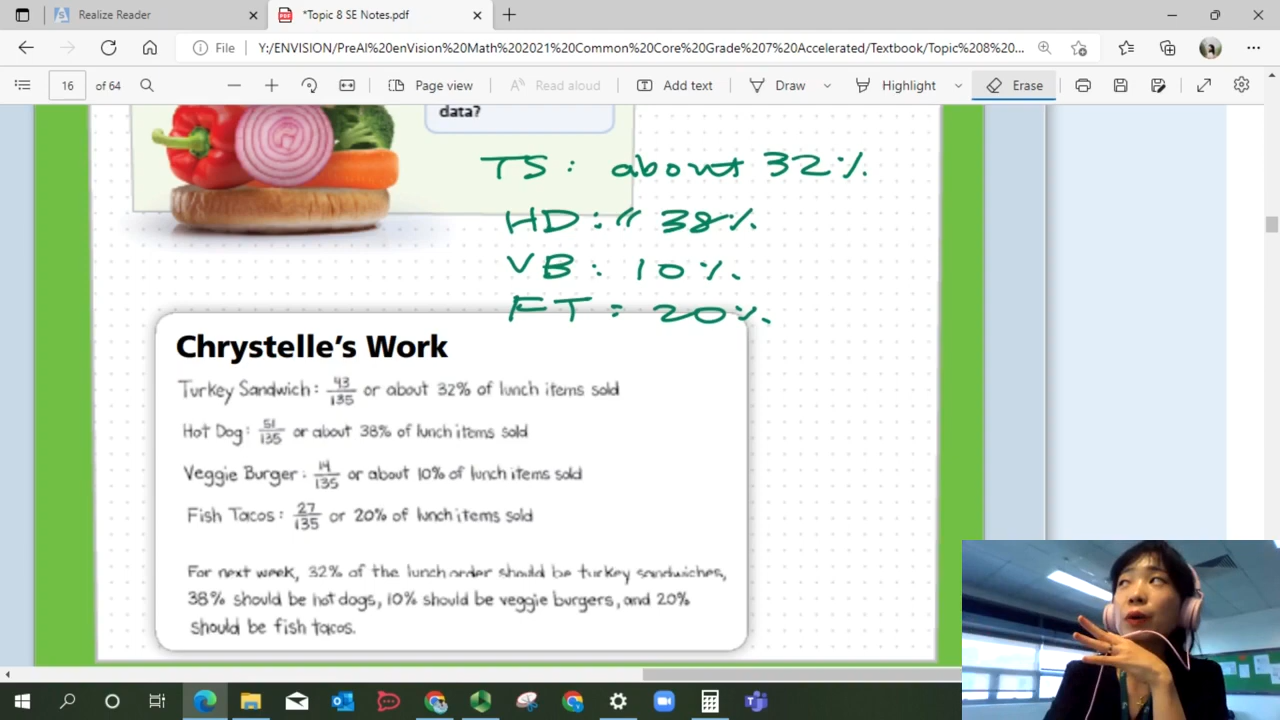 Realize Reader
*Topic 8 SE Notes.pdf
File
Y:/ENVISION/PreAI%20enVision%20Math%202021%20Common%20Core%20Grade%207%20Accelerated/Textbook/Topic%208%20...
16 of 64
Page view
Read aloud
Add text
Draw
Highlight
Erase
data?
TS: about 32%
HD: " 38%
VB: 10%
FT = 20%
Chrystelle's Work
Turkey Sandwich: 43/135 or about 32% of lunch items sold
Hot Dog: 51/135 or about 38% of lunch items sold
Veggie Burger: 14/135 or about 10% of lunch items sold
Fish Tacos: 27/135 or 20% of lunch items sold
For next week, 32% of the lunch order should be turkey sandwiches,
38% should be hot dogs, 10% should be veggie burgers, and 20%
should be fish tacos.